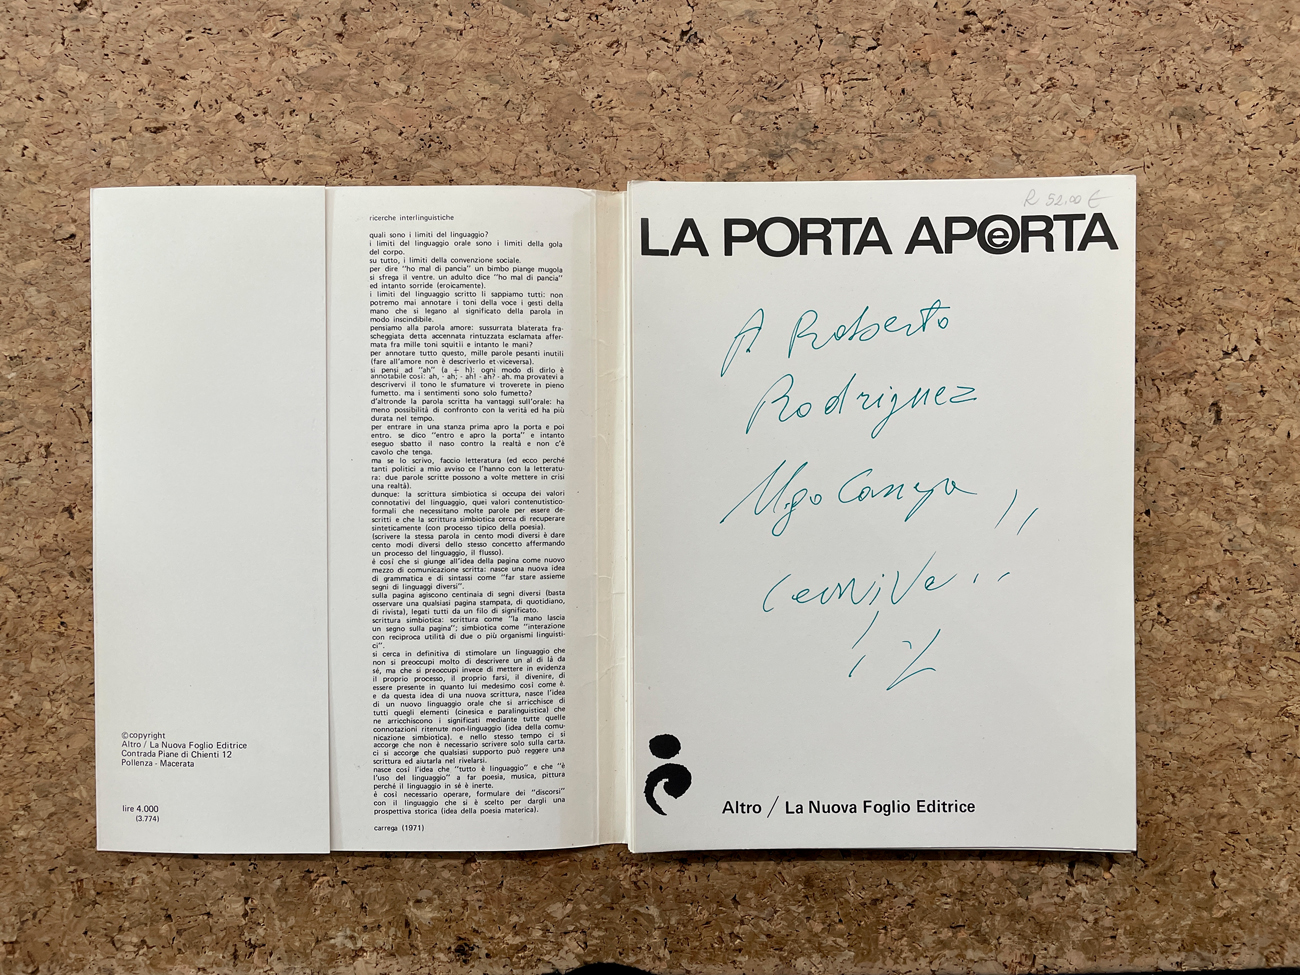 ©copyright
Altro / La Nuova Foglio Editrice
Contrada Piane di Chienti 12
Pollenza - Macerata
lire 4.000
(3.774)
ricerche interlinguistiche
quali sono i limiti del linguaggio?
i limiti del linguaggio orale sono i limiti della gola
del corpo.
su tutto, i limiti della convenzione sociale.
per dire "ho mal di pancia" un bimbo piange mugola
si sfrega il ventre. un adulto dice "ho mal di pancia"
ed intanto sorride (eroicamente).
i limiti del linguaggio scritto li sappiamo tutti: non
potremo mai annotare i toni della voce i gesti della
mano che si legano al significato della parola in
modo inscindibile.
pensiamo alla parola amore: sussurrata blaterata fra-
scheggiata detta accennata rintuzzata esclamata affer-
mata fra mille toni squitii e intanto le mani?
per annotare tutto questo, mille parole pesanti inutili
(fare all'amore non è descriverlo et-viceversa).
si pensi ad "ah" (a + h): ogni modo di dirlo è
annotabile così: ah, - ah; - ah! - ah? - ah. ma provatevi a
descrivervi il tono le sfumature vi troverete in pieno
fumetto. ma i sentimenti sono solo fumetto?
d'altronde la parola scritta ha vantaggi sull'orale: ha
meno possibilità di confronto con la verità ed ha più
durata nel tempo.
per entrare in una stanza prima apro la porta e poi
entro. se dico "entro e apro la porta" e intanto
eseguo sbatto il naso contro la realtà e non c'è
cavolo che tenga.
ma se lo scrivo, faccio letteratura (ed ecco perché
tanti politici a mio avviso ce l'hanno con la letteratu-
ra: due parole scritte possono a volte mettere in crisi
una realtà).
dunque: la scrittura simbiotica si occupa dei valori
connotativi del linguaggio, quei valori contenutistico-
formali che necessitano molte parole per essere de-
scritti e che la scrittura simbiotica cerca di recuperare
sinteticamente (con processo tipico della poesia).
(scrivere la stessa parola in cento modi diversi è dare
cento modi diversi dello stesso concetto affermando
un processo del linguaggio, il flusso).
è così che si giunge all'idea della pagina come nuovo
mezzo di comunicazione scritta: nasce una nuova idea
di grammatica e di sintassi come "far stare assieme
segni di linguaggi diversi".
sulla pagina agiscono centinaia di segni diversi (basta
osservare una qualsiasi pagina stampata, di quotidiano,
di rivista), legati tutti da un filo di significato.
scrittura simbiotica: scrittura come "la mano lascia
un segno sulla pagina"; simbiotica come "interazione
con reciproca utilità di due o più organismi linguisti-
ci".
si cerca in definitiva di stimolare un linguaggio che
non si preoccupi molto di descrivere un al di là da
sé, ma che si preoccupi invece di mettere in evidenza
il proprio processo, il proprio farsi, il divenire, di
essere presente in quanto lui medesimo così come è.
e da questa idea di una nuova scrittura, nasce l'idea
di un nuovo linguaggio orale che si arricchisce di
tutti quegli elementi (cinesica e paralinguistica) che
ne arricchiscono i significati mediante tutte quelle
connotazioni ritenute non-linguaggio (idea della comu-
nicazione simbiotica). e nello stesso tempo ci si
accorge che non è necessario scrivere solo sulla carta.
ci si accorge che qualsiasi supporto può reggere una
scrittura ed aiutarla nel rivelarsi.
nasce così l'idea che "tutto è linguaggio" e che "è
l'uso del linguaggio" a far poesia, musica, pittura
perché il linguaggio in sé è inerte.
è così necessario operare, formulare dei "discorsi"
con il linguaggio che si è scelto per dargli una
prospettiva storica (idea della poesia materica).
carrega (1971)
R 52.00 €
LA PORTA APOeRTA
A Roberto
Rodriguez
Ugo Carrega
Altro / La Nuova Foglio Editrice